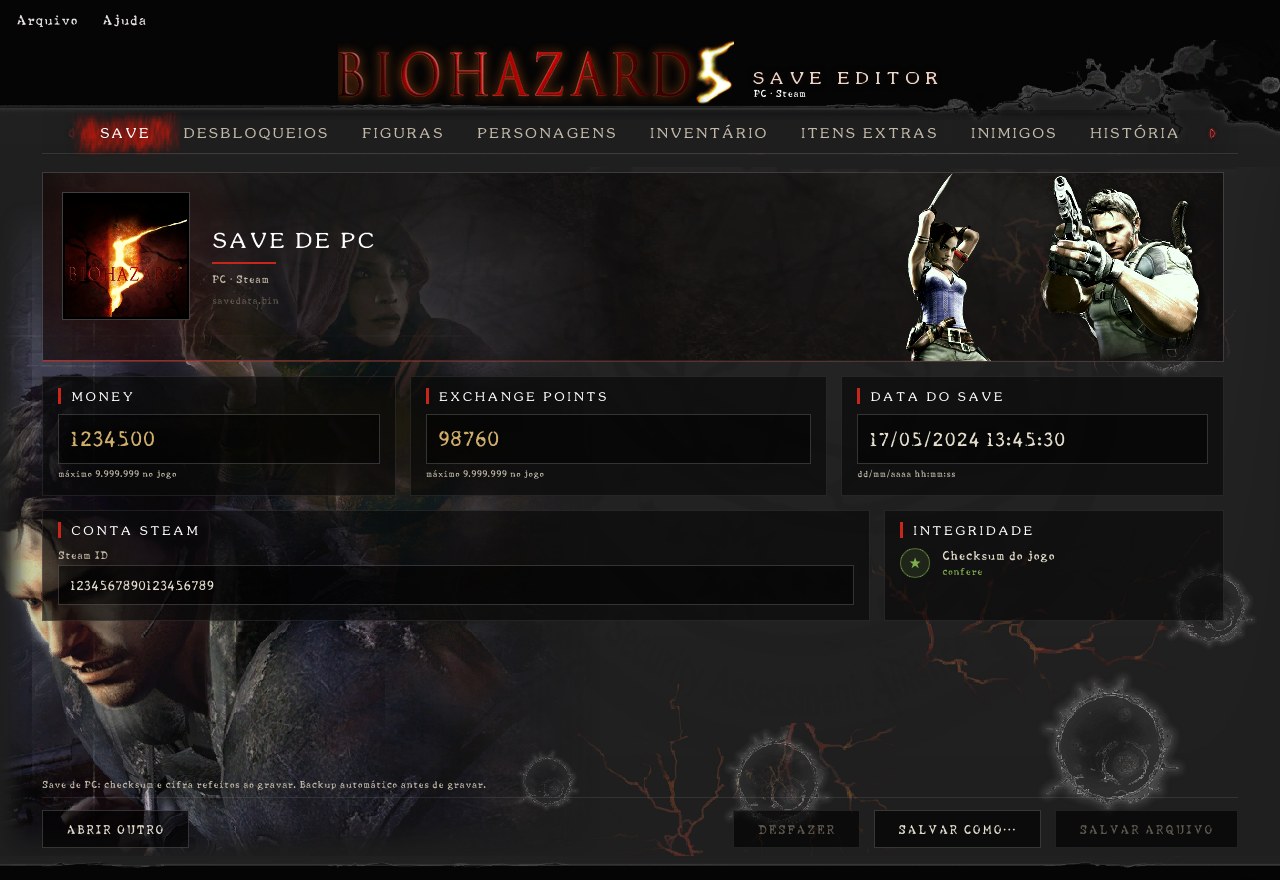 Arquivo Ajuda
BIOHAZARD 5
SAVE EDITOR
PC · Steam
SAVE DESBLOQUEIOS FIGURAS PERSONAGENS INVENTÁRIO ITENS EXTRAS INIMIGOS HISTÓRIA
BIOHAZARD
SAVE DE PC
PC · Steam
savedata.bin
MONEY
1234500
máximo 9.999.999 no jogo
EXCHANGE POINTS
98760
máximo 9.999.999 no jogo
DATA DO SAVE
17/05/2024 13:45:30
dd/mm/aaaa hh:mm:ss
CONTA STEAM
Steam ID
1234567890123456789
INTEGRIDADE
Checksum do jogo
confere
Save de PC: checksum e cifra refeitos ao gravar. Backup automático antes de gravar.
ABRIR OUTRO DESFAZER SALVAR COMO... SALVAR ARQUIVO